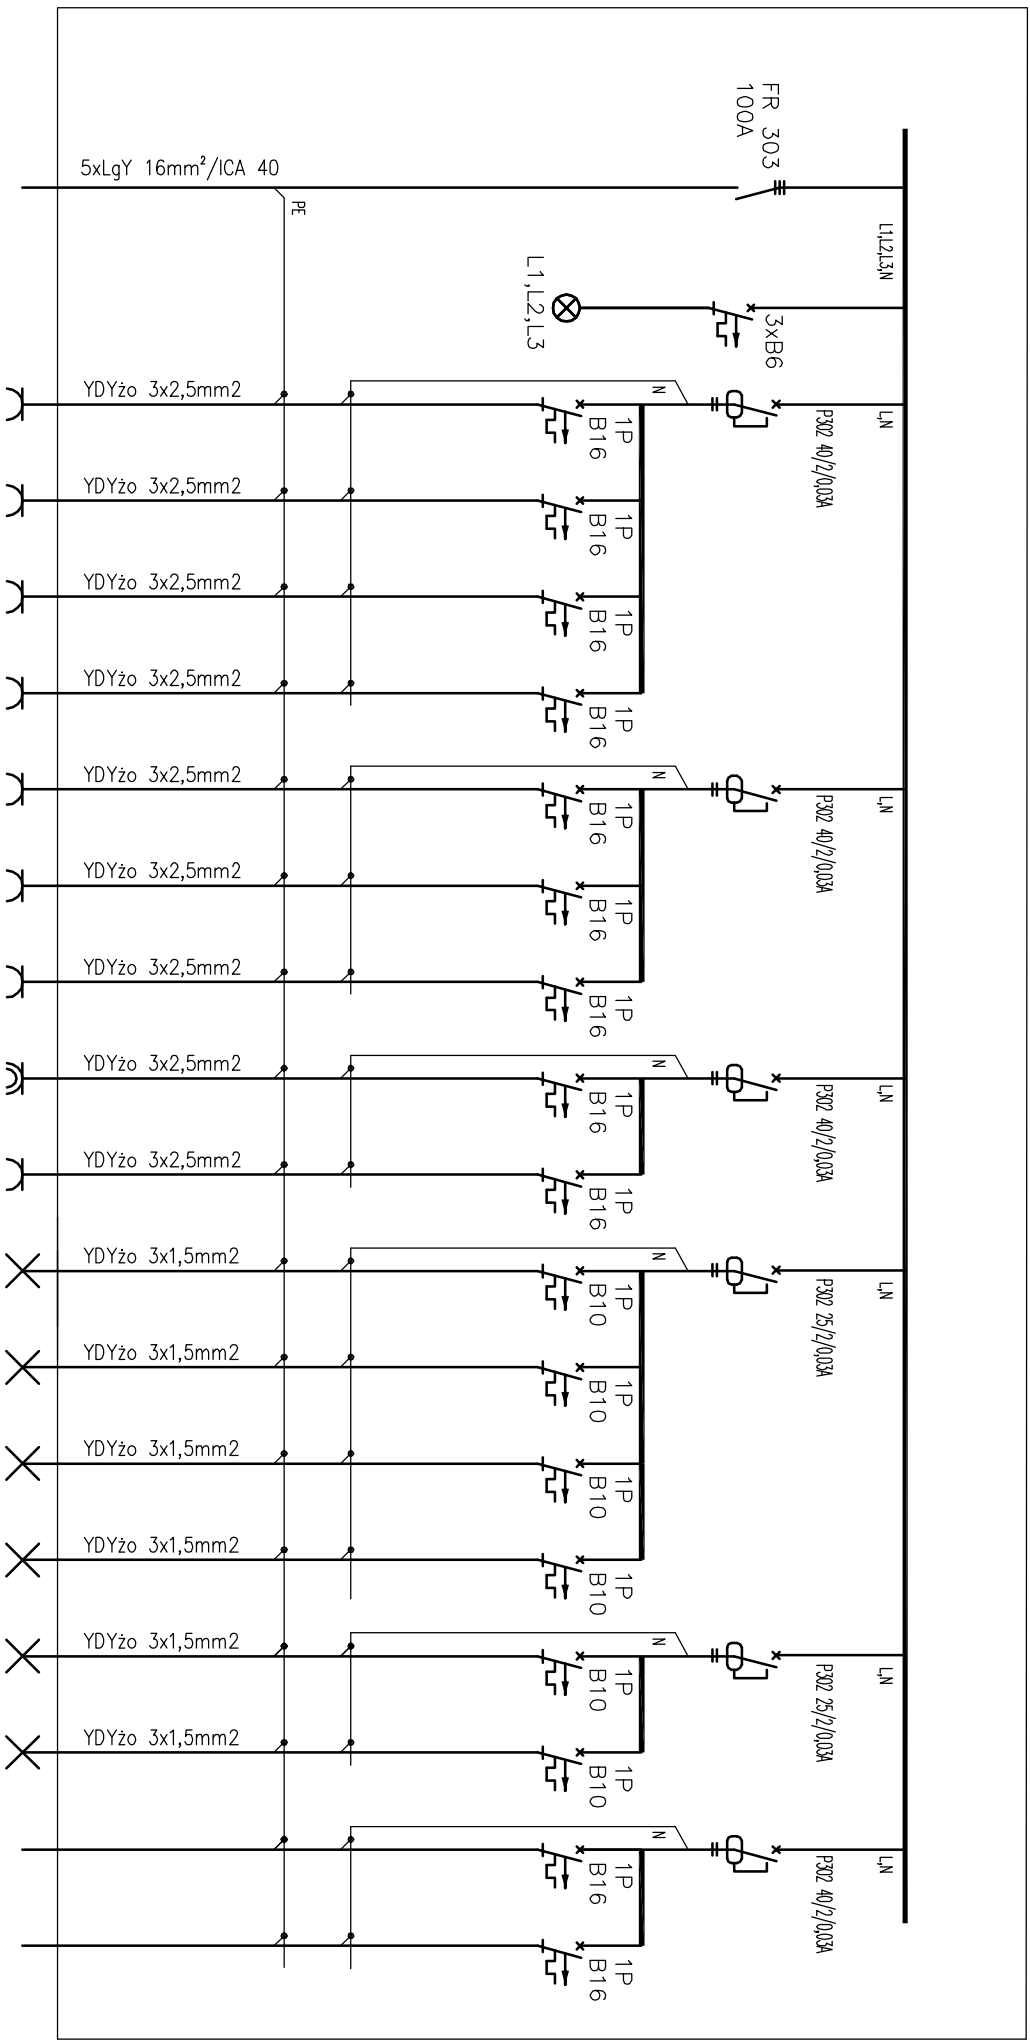 FR 303
100A
5xLgY 16mm²/ICA 40
PE
L1,L2,L3,N
L1,L2,L3
3xB6
YDYżo 3x2,5mm2
N
1P
B16
P302 40/2/0,03A
L,N
YDYżo 3x2,5mm2
1P
B16
YDYżo 3x2,5mm2
1P
B16
YDYżo 3x2,5mm2
1P
B16
YDYżo 3x2,5mm2
N
1P
B16
P302 40/2/0,03A
L,N
YDYżo 3x2,5mm2
1P
B16
YDYżo 3x2,5mm2
1P
B16
YDYżo 3x2,5mm2
N
1P
B16
P302 40/2/0,03A
L,N
YDYżo 3x2,5mm2
1P
B16
YDYżo 3x1,5mm2
N
1P
B10
P302 25/2/0,03A
L,N
YDYżo 3x1,5mm2
1P
B10
YDYżo 3x1,5mm2
1P
B10
YDYżo 3x1,5mm2
1P
B10
YDYżo 3x1,5mm2
N
1P
B10
P302 25/2/0,03A
L,N
YDYżo 3x1,5mm2
1P
B10
N
1P
B16
P302 40/2/0,03A
L,N
1P
B16